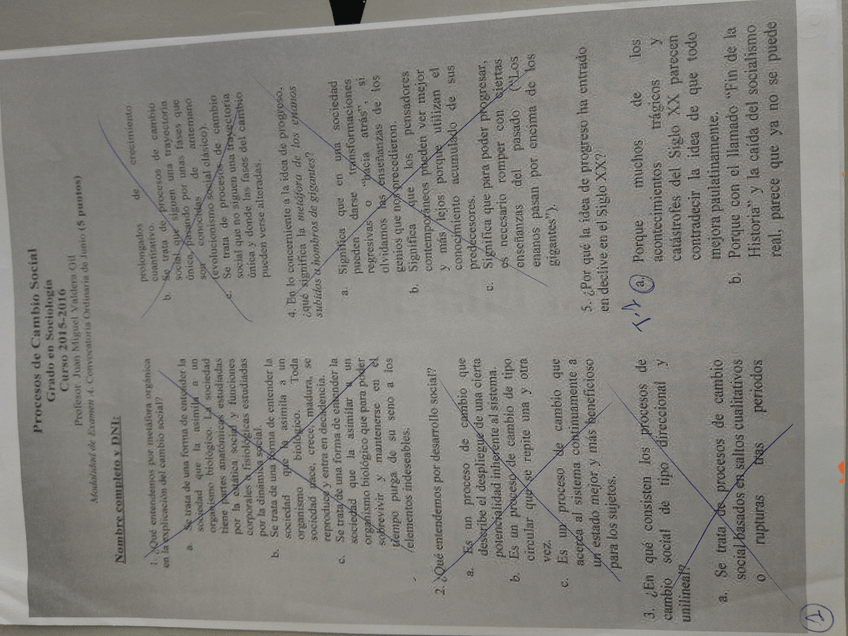 Procesos de Cambio Social
Grado en Sociología
Curso 2015-2016
Profesor: Juan Miguel Valdera Gil
Modalidad de Examen 4. Convocatoria Ordinaria de Junio (5 puntos)
Nombre completo y DNI:
1. ¿Qué entendemos por metáfora orgánica
en la explicación del cambio social?
a. Se trata de una forma de entender la
sociedad que la asimila a un
organismo biológico. La sociedad
tiene partes anatómicas estudiadas
por la estática social y funciones
corporales o fisiológicas estudiadas
por la dinámica social.
b. Se trata de una forma de entender la
sociedad que la asimila a un
organismo biológico. Toda
sociedad nace, crece, madura, se
reproduce y entra en decadencia.
c. Se trata de una forma de entender la
sociedad que la asimilar a un
organismo biológico que para poder
sobrevivir y mantenerse en el
tiempo purga de su seno a los
elementos indeseables.
2. ¿Qué entendemos por desarrollo social?
a. Es un proceso de cambio que
describe el despliegue de una cierta
potencialidad inherente al sistema.
b. Es un proceso de cambio de tipo
circular que se repite una y otra
vez.
c. Es un proceso de cambio que
acerca al sistema continuamente a
un estado mejor y más beneficioso
para los sujetos.
3. ¿En qué consisten los procesos de
cambio social de tipo direccional y
unilineal?
a. Se trata de procesos de cambio
social basados en saltos cualitativos
o rupturas tras periodos
prolongados de crecimiento
cuantitativo.
b. Se trata de procesos de cambio
social que siguen una trayectoria
única, pasando por unas fases que
son conocidas de antemano
(evolucionismo social clásico).
c. Se trata de procesos de cambio
social que no siguen una trayectoria
única y donde las fases del cambio
pueden verse alteradas.
4. En lo concerniente a la idea de progreso,
¿qué significa la metáfora de los enanos
subidos a hombros de gigantes?
a. Significa que en una sociedad
pueden darse transformaciones
regresivas o "hacia atrás", si
olvidamos las enseñanzas de los
genios que nos precedieron.
b. Significa que los pensadores
contemporáneos pueden ver mejor
y más lejos porque utilizan el
conocimiento acumulado de sus
predecesores.
c. Significa que para poder progresar,
es necesario romper con ciertas
enseñanzas del pasado ("Los
enanos pasan por encima de los
gigantes").
5. ¿Por qué la idea de progreso ha entrado
en declive en el Siglo XX?
a. Porque muchos de los
acontecimientos trágicos y
catástrofes del Siglo XX parecen
contradecir la idea de que todo
mejora paulatinamente.
b. Porque con el llamado "Fin de la
Historia" y la caída del socialismo
real, parece que ya no se puede